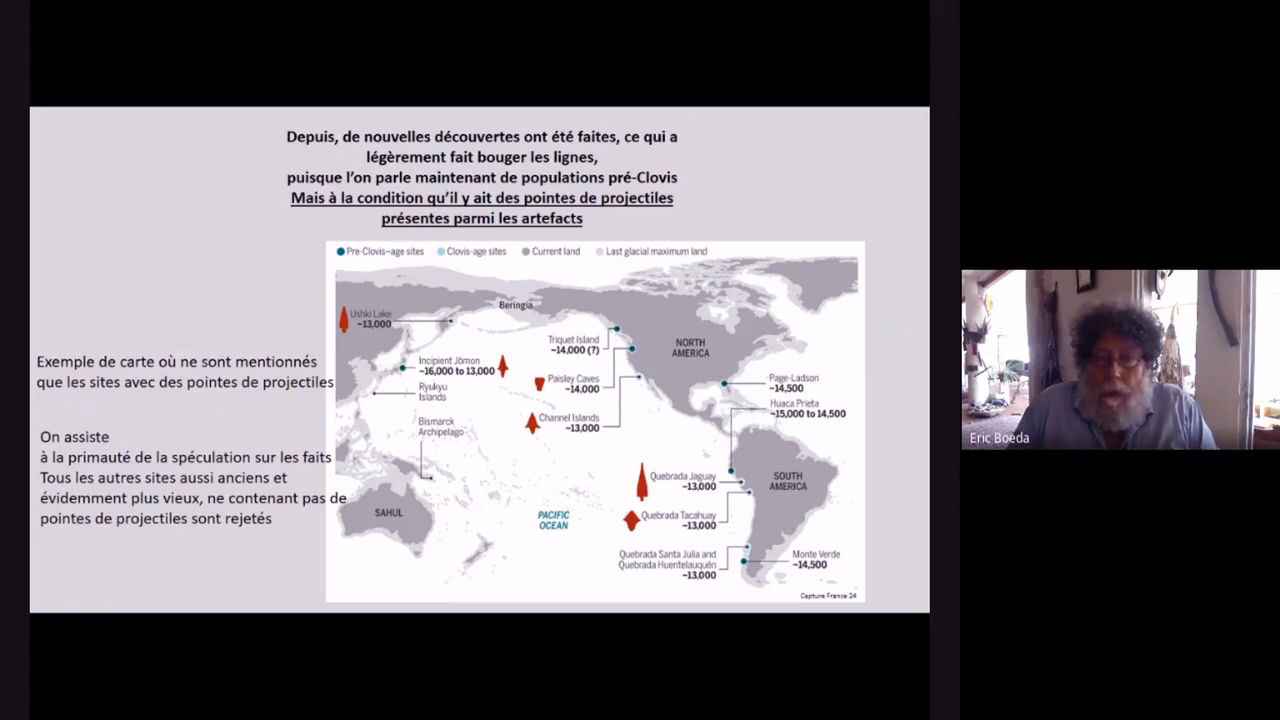 Depuis, de nouvelles découvertes ont été faites, ce qui a
légèrement fait bouger les lignes,
puisque l'on parle maintenant de populations pré-Clovis
Mais à la condition qu'il y ait des pointes de projectiles
présentes parmi les artefacts
Exemple de carte où ne sont mentionnés
que les sites avec des pointes de projectiles
On assiste
à la primauté de la spéculation sur les faits
Tous les autres sites aussi anciens et
évidemment plus vieux, ne contenant pas de
pointes de projectiles sont rejetés
Pre-Clovis–age sites
Clovis-age sites
Current land
Last glacial maximum land
Beringia
Ushki Lake
~13,000
Incipient Jōmon
~16,000 to 13,000
Ryukyu
Islands
Bismarck
Archipelago
SAHUL
PACIFIC
OCEAN
Triquet Island
~14,000 (?)
Paisley Caves
~14,000
Channel Islands
~13,000
NORTH
AMERICA
Page-Ladson
~14,500
Huaca Prieta
~15,000 to 14,500
Quebrada Jaguay
~13,000
SOUTH
AMERICA
Quebrada Tacahuay
~13,000
Quebrada Santa Julia and
Quebrada Huentelauquén
~13,000
Monte Verde
~14,500
Capture France 24
Eric Boëda